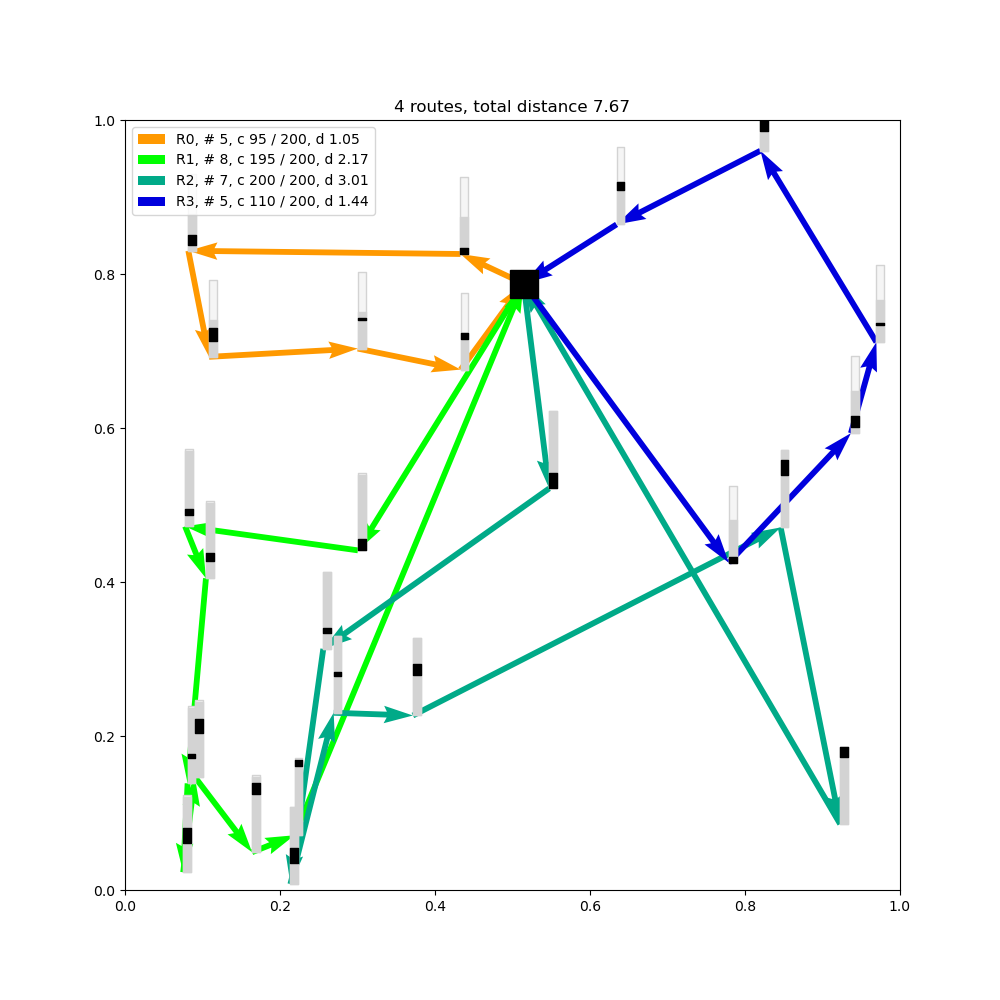 4 routes, total distance 7.67
R0, # 5, c 95 / 200, d 1.05
R1, # 8, c 195 / 200, d 2.17
R2, # 7, c 200 / 200, d 3.01
R3, # 5, c 110 / 200, d 1.44
1.0
0.8
0.6
0.4
0.2
0.0
0.0 0.2 0.4 0.6 0.8 1.0